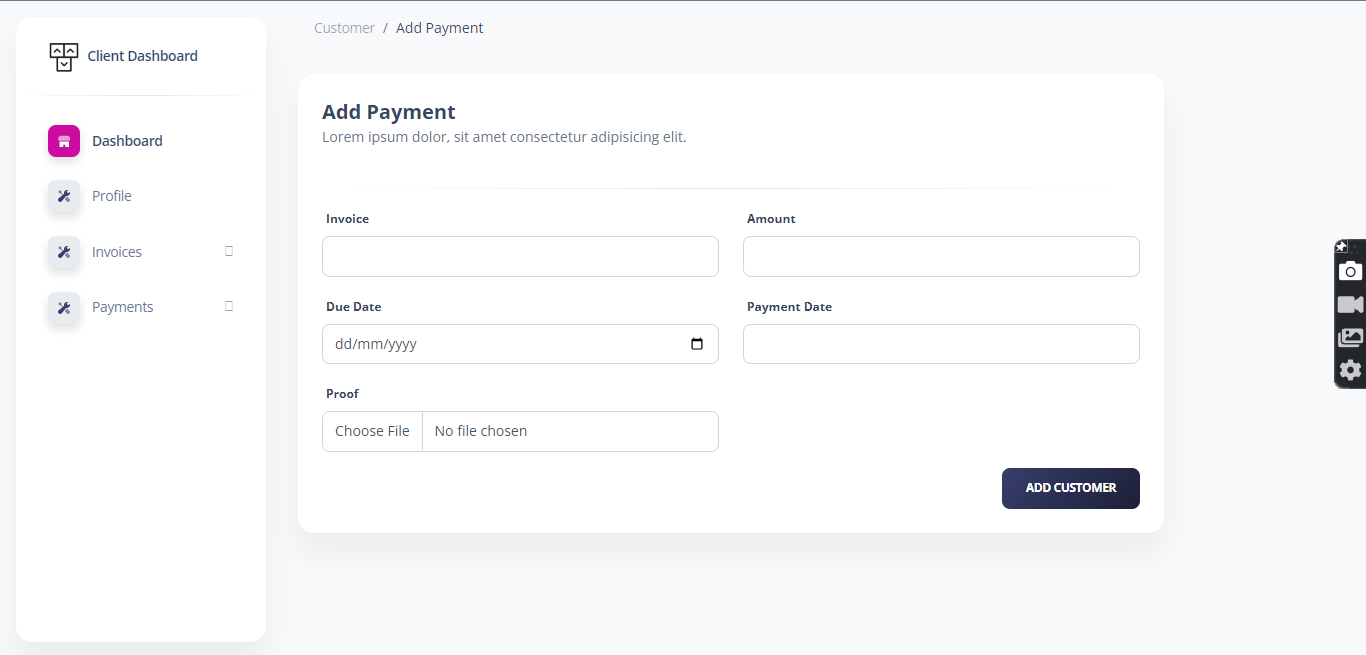 Customer / Add Payment
Client Dashboard
Dashboard
Profile
Invoices
Payments
Add Payment
Lorem ipsum dolor, sit amet consectetur adipisicing elit.
Invoice
Amount
Due Date
Payment Date
dd/mm/yyyy
Proof
Choose File No file chosen
ADD CUSTOMER